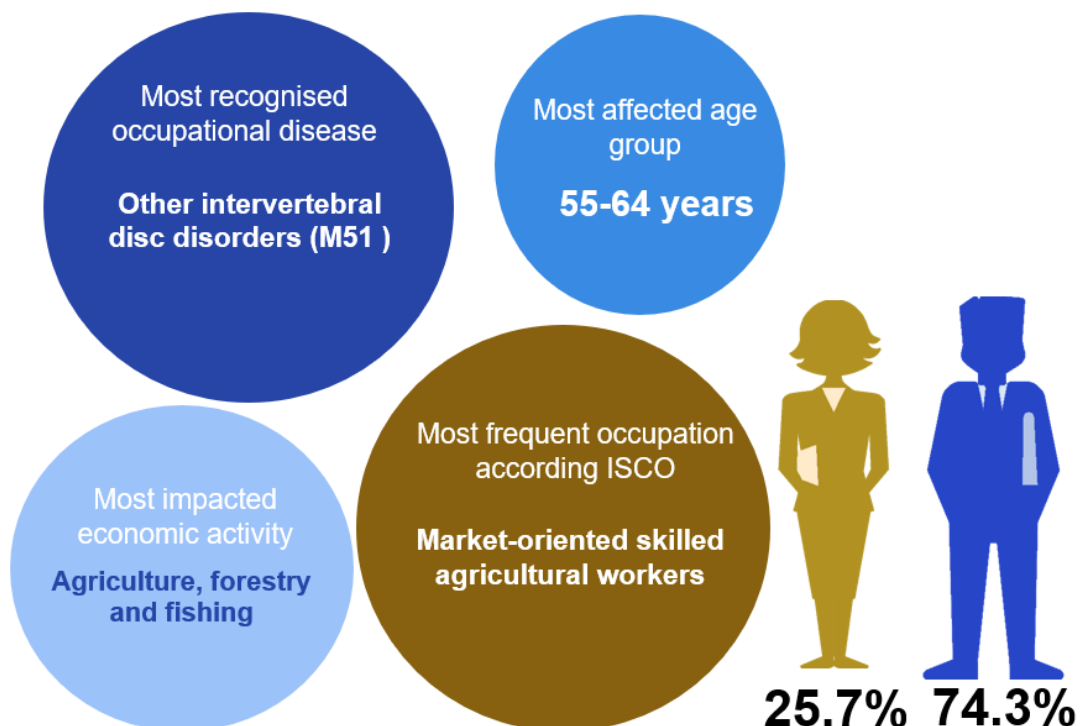 Most recognised
occupational disease
Other intervertebral
disc disorders (M51 )
Most affected age
group
55-64 years
Most impacted
economic activity
Agriculture, forestry
and fishing
Most frequent occupation
according ISCO
Market-oriented skilled
agricultural workers
25.7%
74.3%